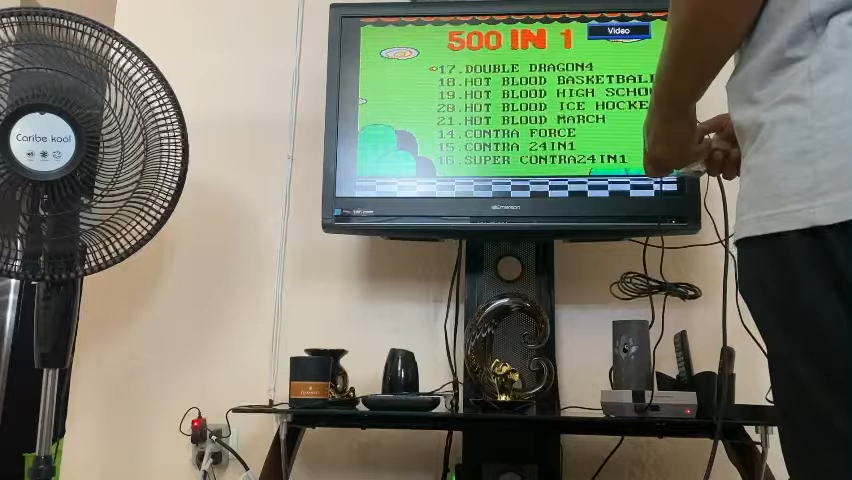 500 IN 1
Video
17.DOUBLE DRAGON4
18.HOT BLOOD BASKETBALL
19.HOT BLOOD HIGH SCHO
20.HOT BLOOD ICE HOCKE
21.HOT BLOOD MARCH
14.CONTRA FORCE
15.CONTRA 24IN1
16.SUPER CONTRA24IN1
Emerson
Caribe kool